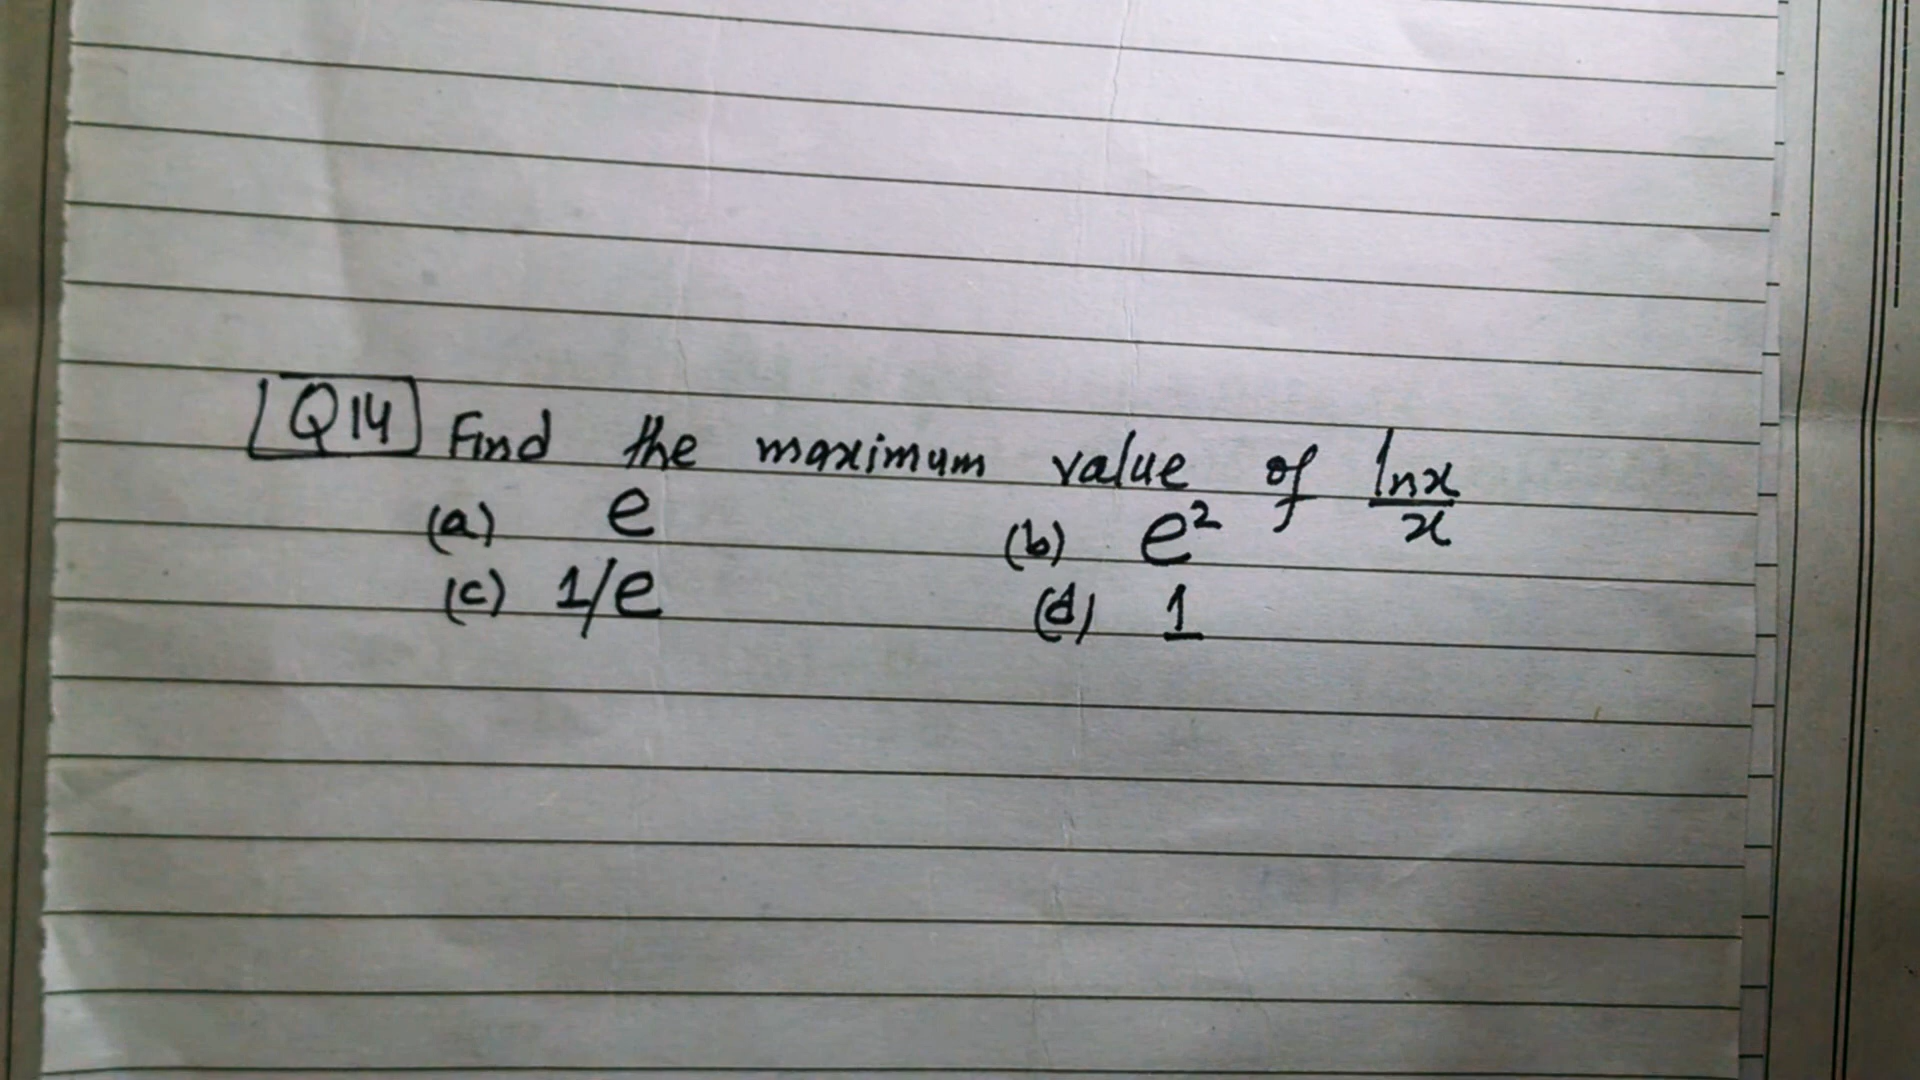 Q14 Find the maximum value of lnx/x
(a) e (b) e²
(c) 1/e (d) 1